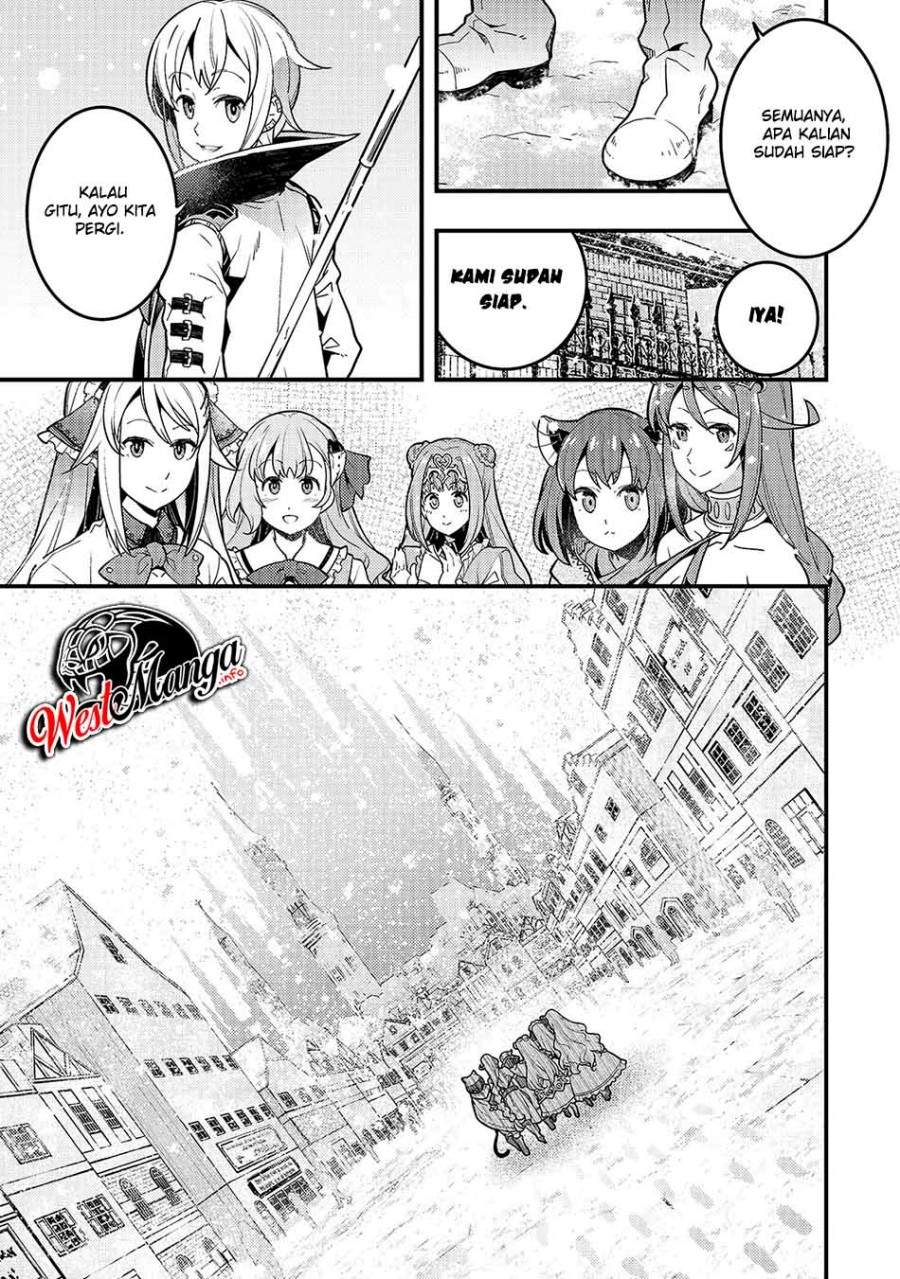 SEMUANYA,
APA KALIAN
SUDAH SIAP?
IYA!
KAMI SUDAH
SIAP.
KALAU
GITU, AYO KITA
PERGI.
WestManga
.info